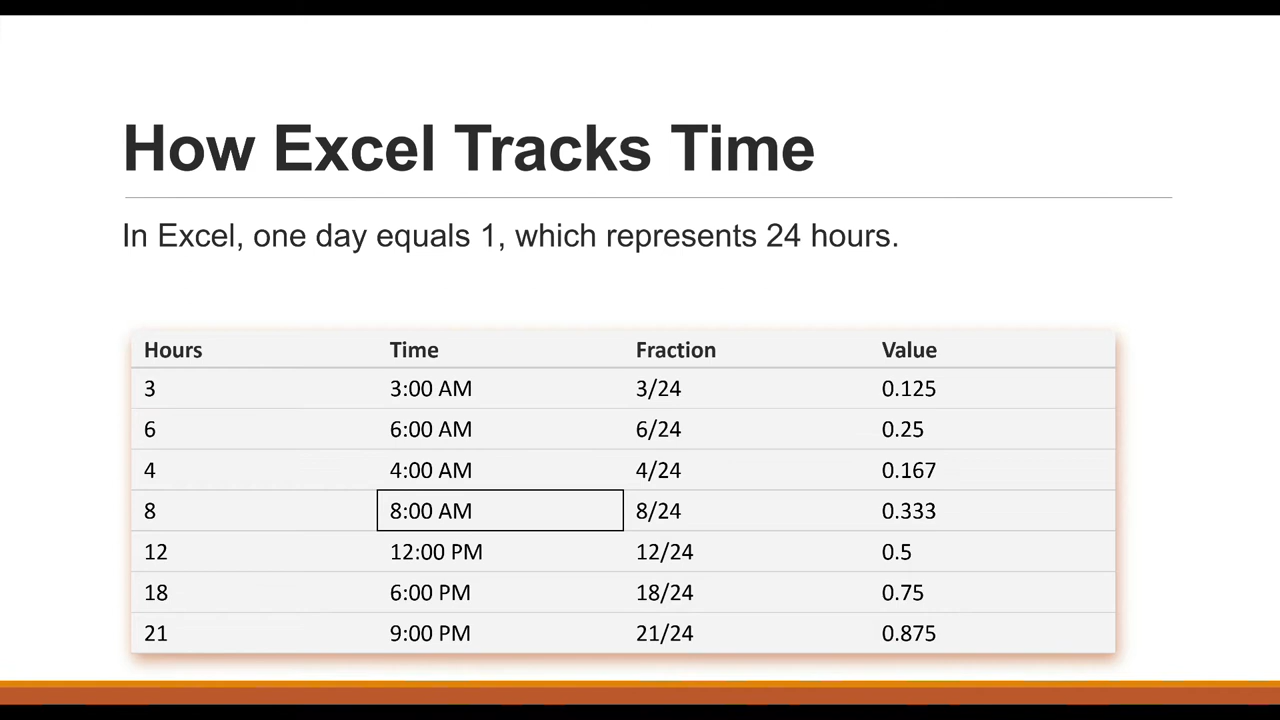 How Excel Tracks Time
In Excel, one day equals 1, which represents 24 hours.
Hours Time Fraction Value
3 3:00 AM 3/24 0.125
6 6:00 AM 6/24 0.25
4 4:00 AM 4/24 0.167
8 8:00 AM 8/24 0.333
12 12:00 PM 12/24 0.5
18 6:00 PM 18/24 0.75
21 9:00 PM 21/24 0.875